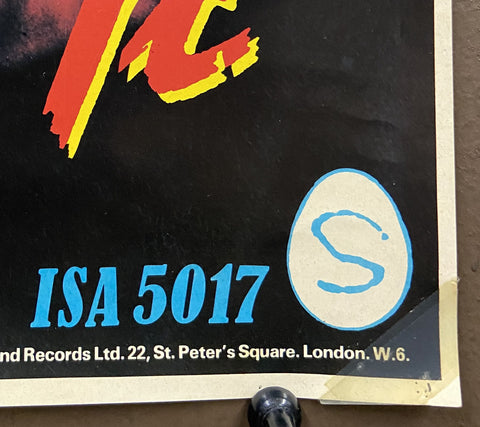 S
ISA 5017
nd Records Ltd. 22, St. Peter's Square. London. W.6.